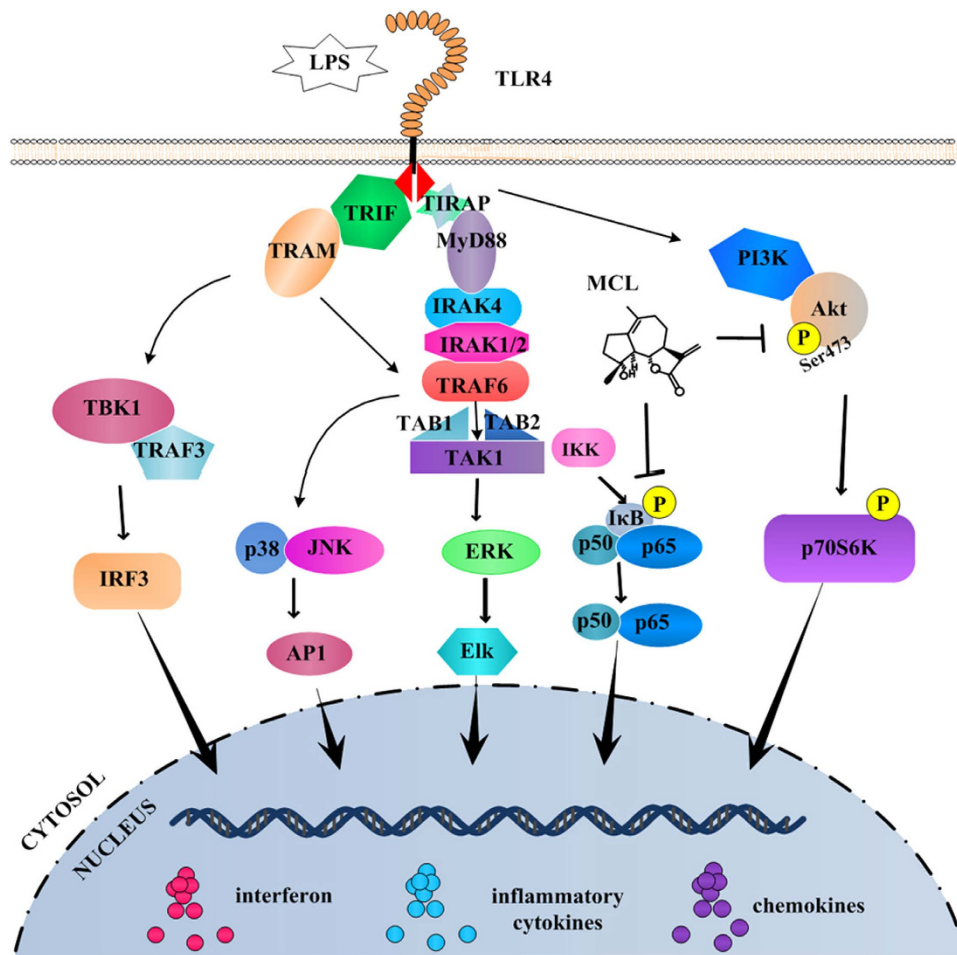 LPS
TLR4
TRIF
TIRAP
TRAM
MyD88
PI3K
MCL
IRAK4
Akt
P
Ser473
IRAK1/2
OH
H
O
O
TRAF6
TBK1
TRAF3
TAB1
TAB2
TAK1
IKK
P
IκB
P
p38
JNK
ERK
p50
p65
p70S6K
IRF3
p50
p65
AP1
Elk
CYTOSOL
NUCLEUS
interferon
inflammatory
cytokines
chemokines